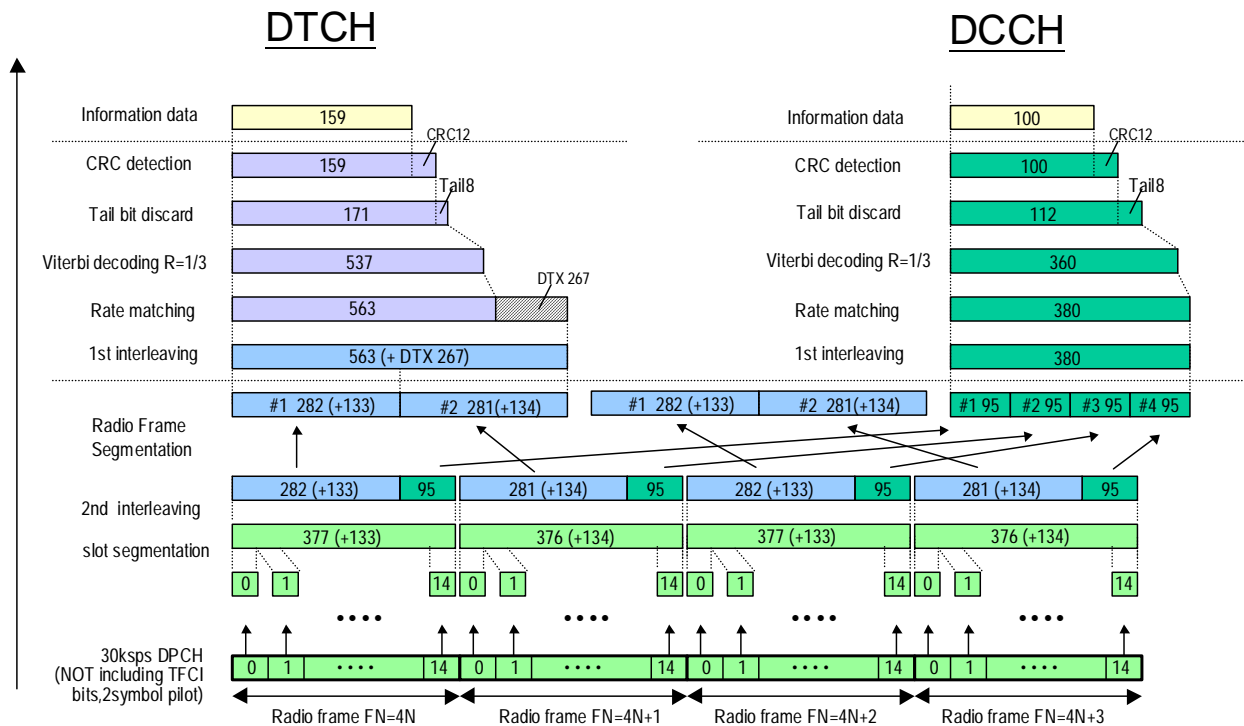 DTCH
DCCH
Information data
159
Information data
100
CRC12
CRC12
CRC detection
159
CRC detection
100
Tail8
Tail8
Tail bit discard
171
Tail bit discard
112
Viterbi decoding R=1/3
537
Viterbi decoding R=1/3
360
DTX 267
Rate matching
563
Rate matching
380
1st interleaving
563 (+ DTX 267)
1st interleaving
380
#1 282 (+133)
#2 281(+134)
#1 282 (+133)
#2 281(+134)
#1 95
#2 95
#3 95
#4 95
Radio Frame
Segmentation
282 (+133)
95
281 (+134)
95
282 (+133)
95
281 (+134)
95
2nd interleaving
377 (+133)
376 (+134)
377 (+133)
376 (+134)
slot segmentation
0 1 14 0 1 14 0 1 14 0 1 14
•••• •••• •••• ••••
30ksps DPCH
(NOT including TFCI
bits,2symbol pilot)
0 1 •••• 14 0 1 •••• 14 0 1 •••• 14 0 1 •••• 14
Radio frame FN=4N
Radio frame FN=4N+1
Radio frame FN=4N+2
Radio frame FN=4N+3